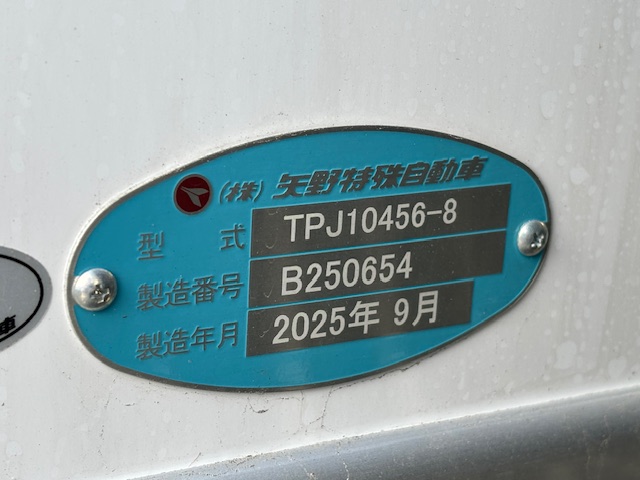 (株) 矢野特殊自動車
型式 TPJ10456-8
製造番号 B250654
製造年月 2025年 9月
車